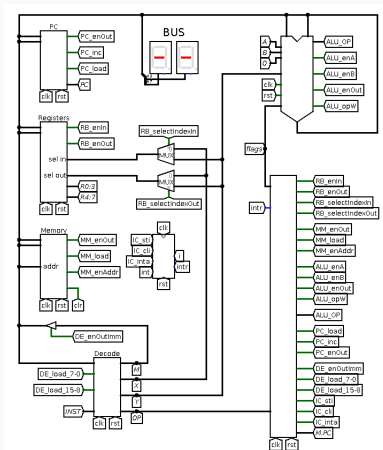 PC
PC_enOut
PC_inc
PC_load
PC
clk
rst
BUS
A
B
D
clk
rst
ALU_OP
ALU_enA
ALU_enB
ALU_enOut
ALU_opW
Registers
RB_enIn
RB_enOut
sel in
sel out
R0:3
R4:7
clk
rst
RB_selectIndexIn
MUX
MUX
RB_selectIndexOut
flags
intr
Memory
MM_enOut
MM_load
addr
MM_enAddr
clk
rst
clr
clk
IC_sti
IC_cli
IC_inta
int
i
intr
rst
RB_enIn
RB_enOut
RB_selectIndexIn
RB_selectIndexOut
MM_enOut
MM_load
MM_enAddr
ALU_enA
ALU_enB
ALU_enOut
ALU_opW
ALU_OP
PC_load
PC_inc
PC_enOut
DE_enOutImm
DE_load_7-0
DE_load_15-8
IC_sti
IC_cli
IC_inta
M.PC
clk
rst
DE_enOutImm
Decode
DE_load_7-0
DE_load_15-8
INST
M
X
Y
OP
clk
rst